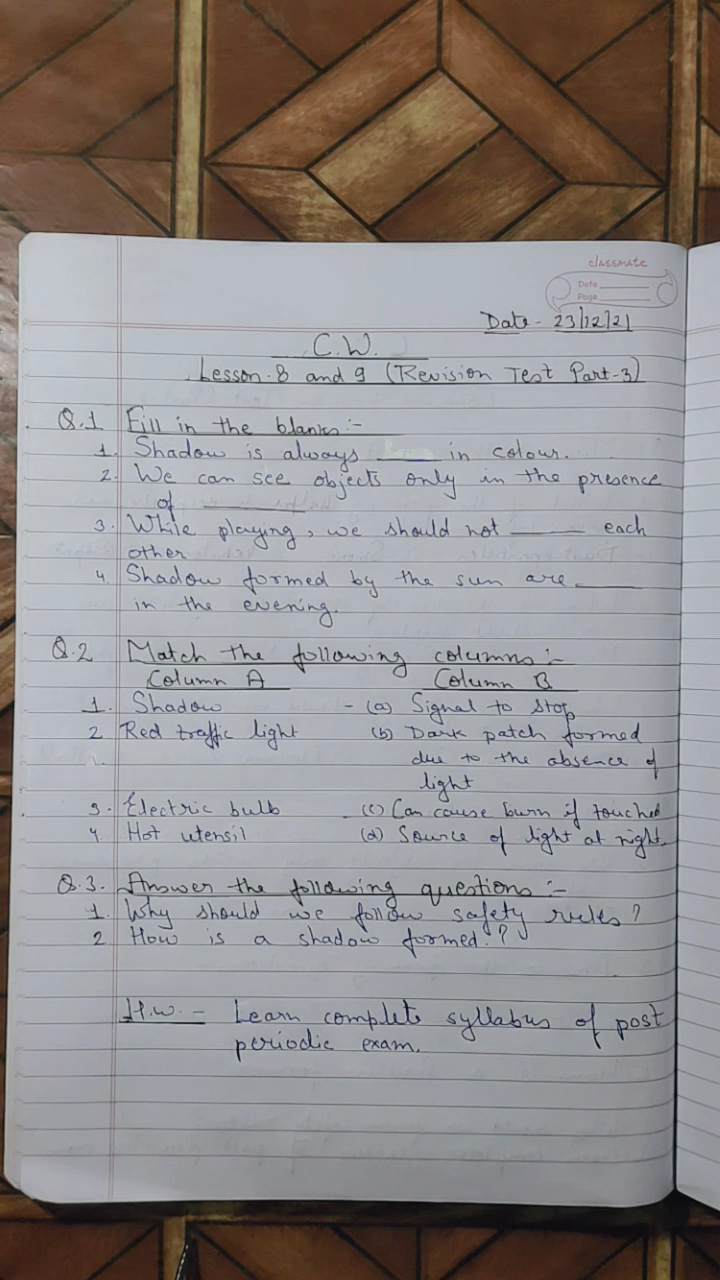 classmate
Date
Page
Date - 23/12/21
C.W.
Lesson-8 and 9 (Revision Test Part-3)
Q.1 Fill in the blanks :-
1. Shadow is always ____ in colour.
2. We can see objects only in the presence
of ________
3. While playing, we should not _____ each
other
4. Shadow formed by the sun are _____
in the evening.
Q.2 Match the following columns :-
Column A Column B
1. Shadow - (a) Signal to stop
2 Red traffic light (b) Dark patch formed
due to the absence of
light
3. Electric bulb - (c) Can cause burn if touched
4 Hot utensil (d) Source of light at night.
Q.3. Answer the following questions :-
1. Why should we follow safety rules?
2 How is a shadow formed.?
H.W. - Learn complete syllabus of post
periodic exam.